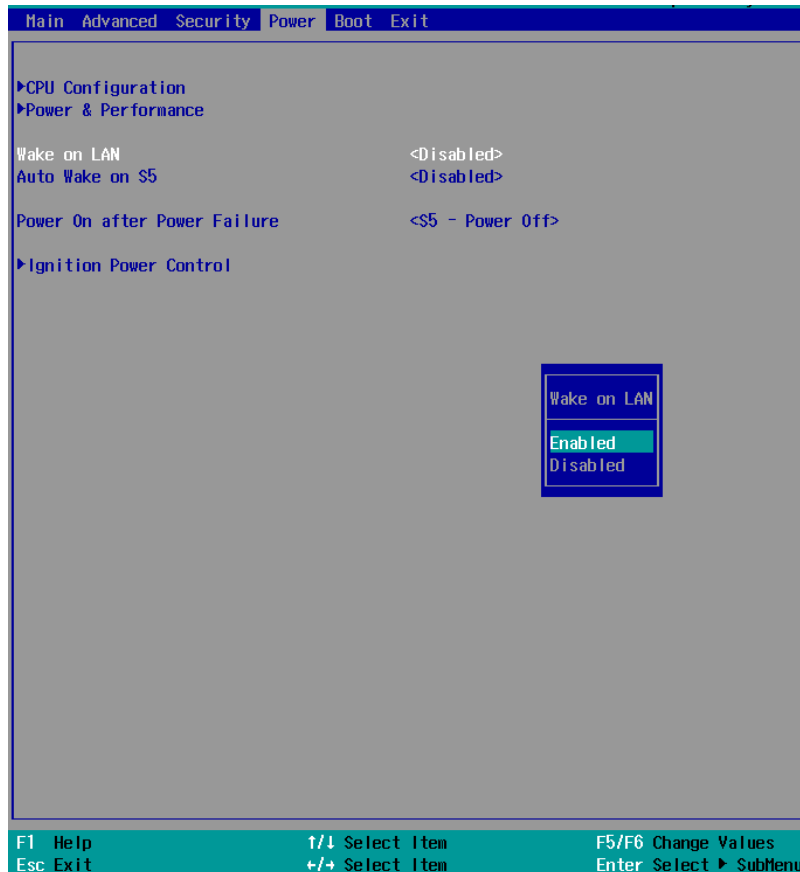 Main Advanced Security Power Boot Exit
▶CPU Configuration
▶Power & Performance
Wake on LAN <Disabled>
Auto Wake on S5 <Disabled>
Power On after Power Failure <S5 - Power Off>
▶Ignition Power Control
Wake on LAN
Enabled
Disabled
F1 Help ↑/↓ Select Item F5/F6 Change Values
Esc Exit ←/→ Select Item Enter Select ▶ SubMenu